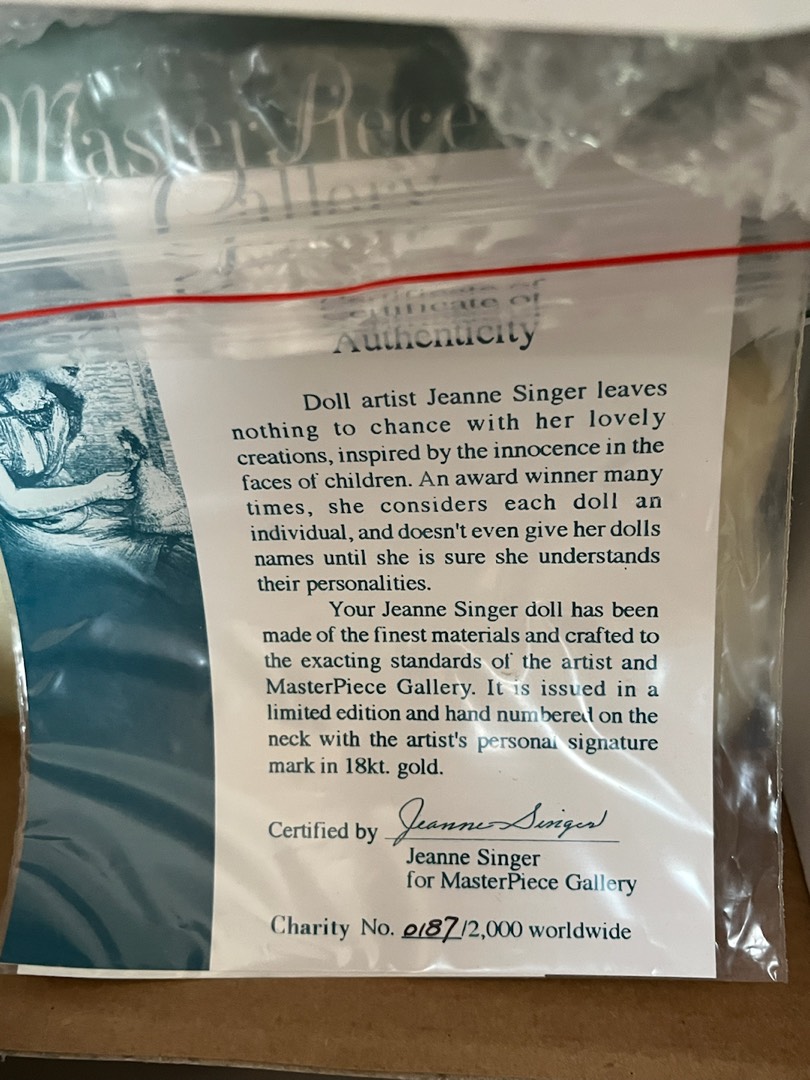 MasterPiece
Gallery
Certificate of
Authenticity
Doll artist Jeanne Singer leaves
nothing to chance with her lovely
creations, inspired by the innocence in the
faces of children. An award winner many
times, she considers each doll an
individual, and doesn't even give her dolls
names until she is sure she understands
their personalities.
Your Jeanne Singer doll has been
made of the finest materials and crafted to
the exacting standards of the artist and
MasterPiece Gallery. It is issued in a
limited edition and hand numbered on the
neck with the artist's personal signature
mark in 18kt. gold.
Certified by Jeanne Singer
Jeanne Singer
for MasterPiece Gallery
Charity No. 0187/2,000 worldwide